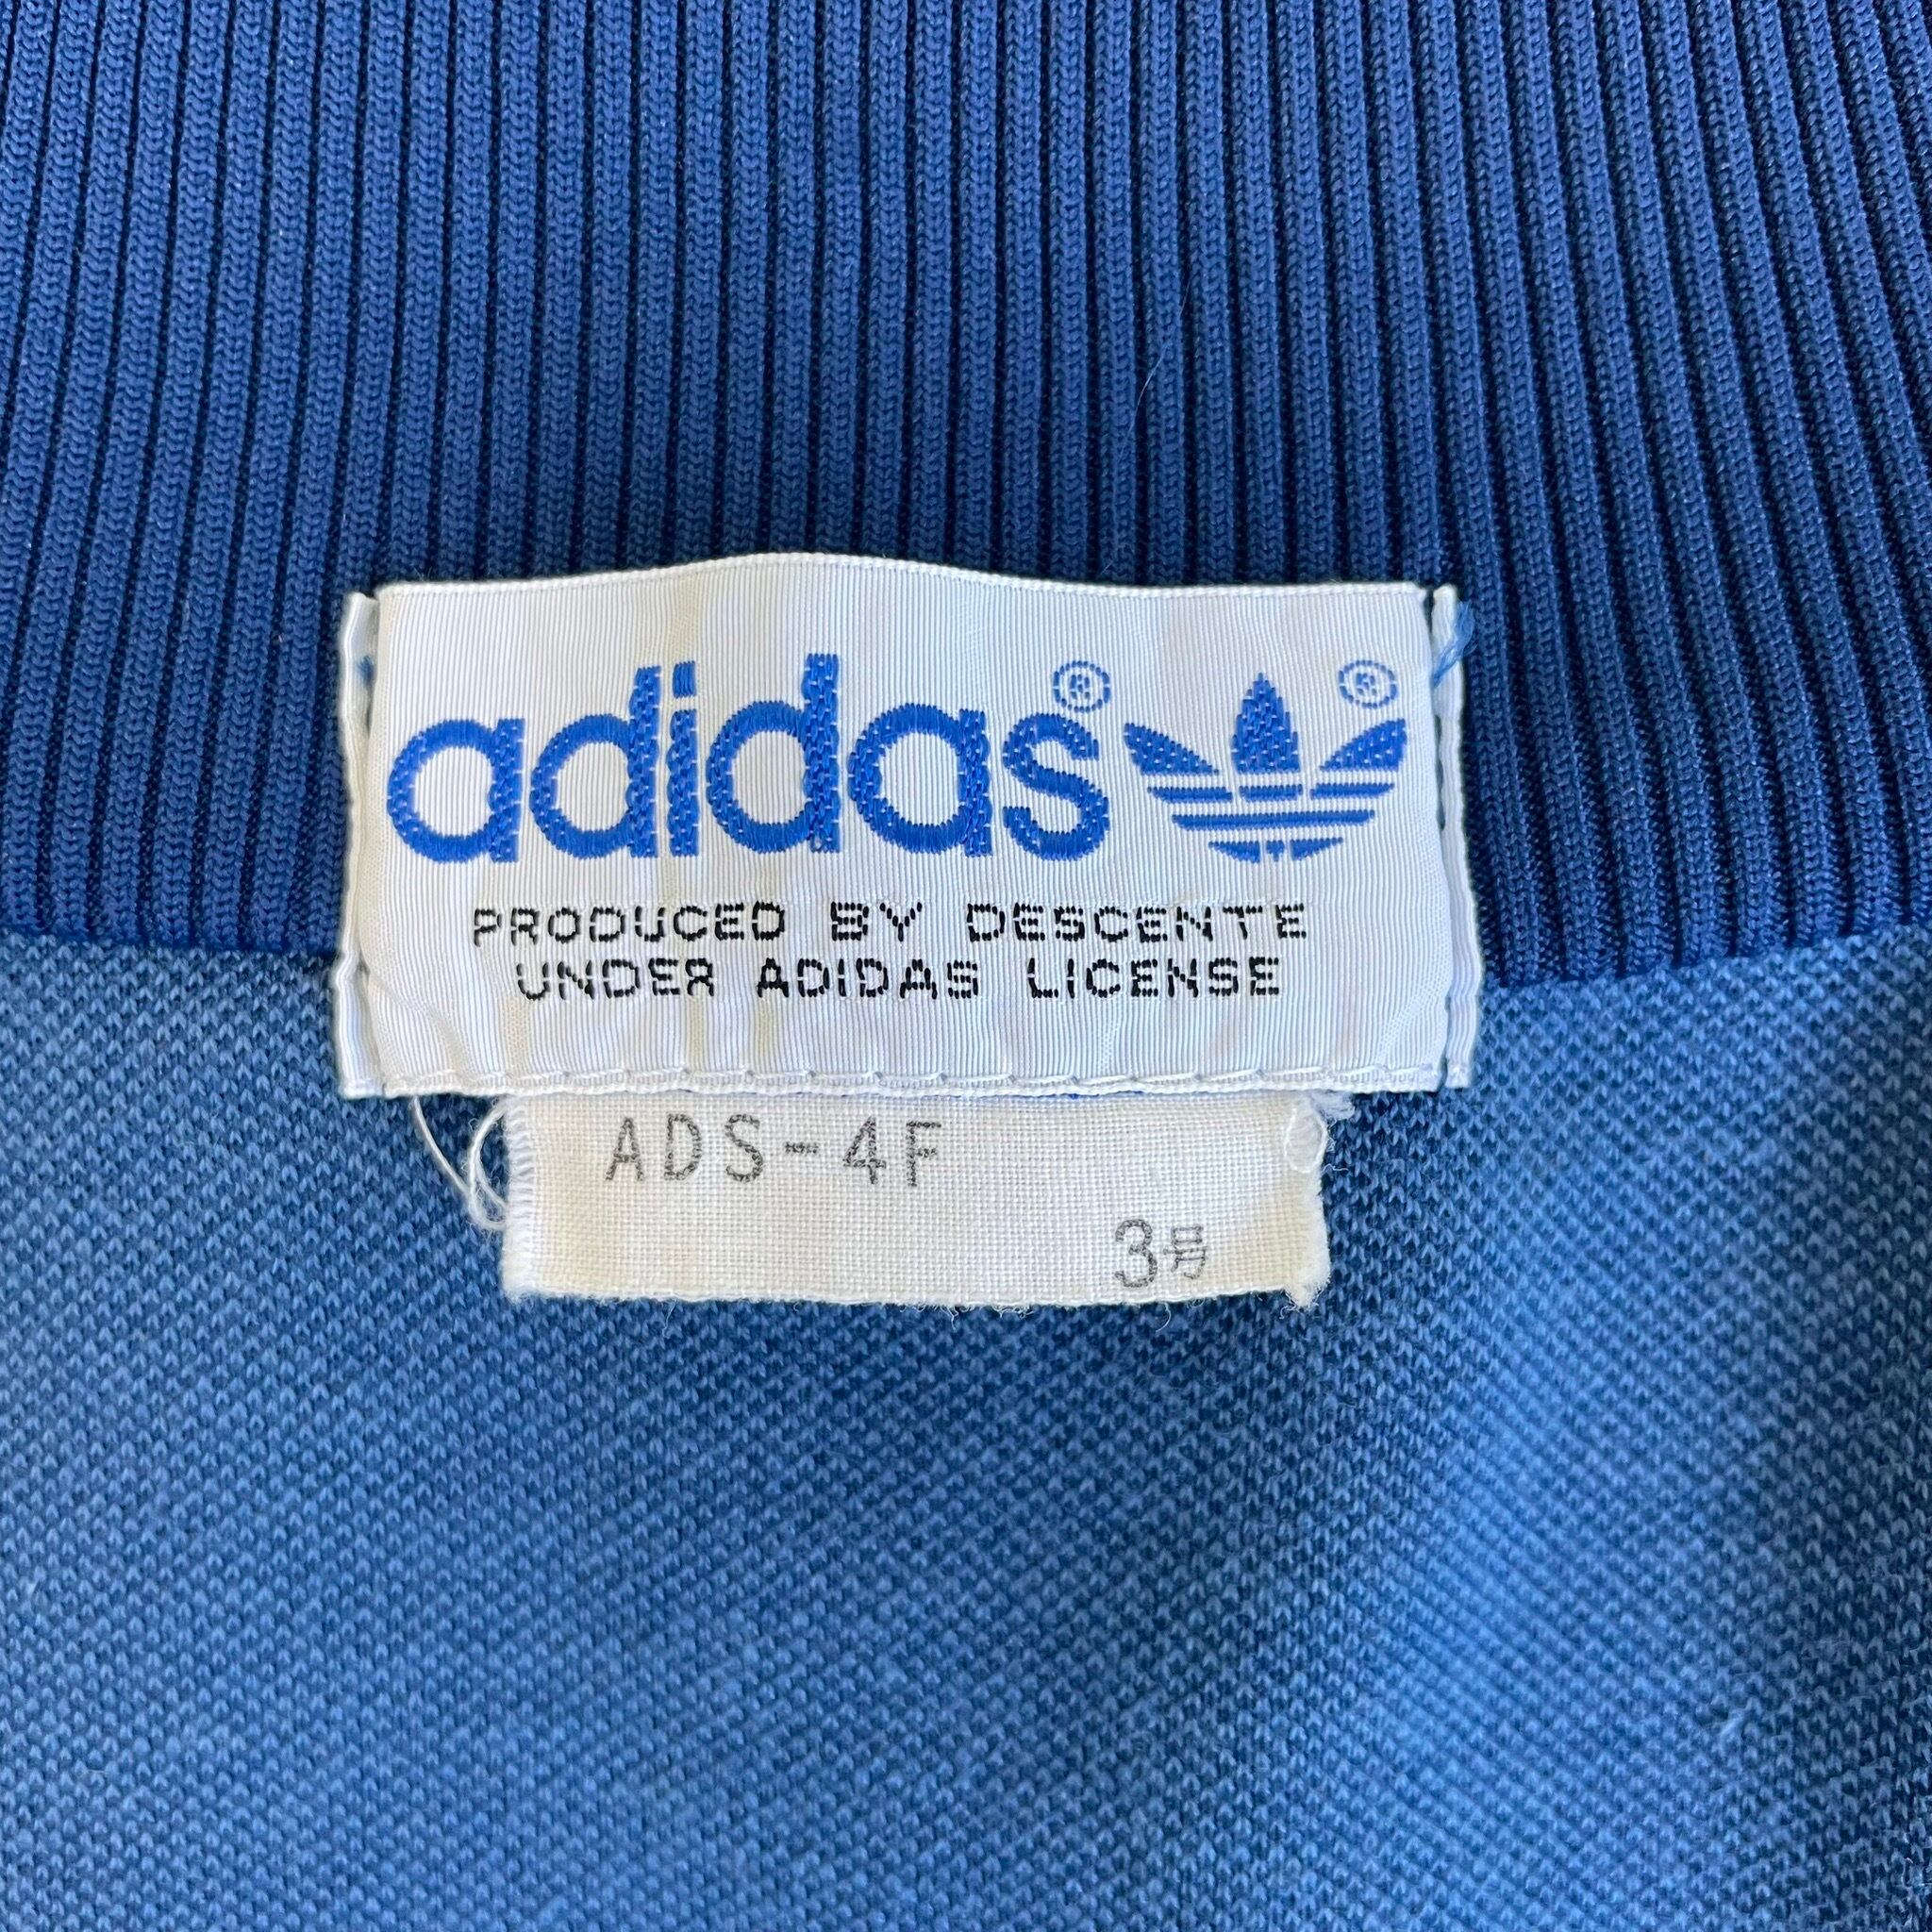 adidas® ®
PRODUCED BY DESCENTE
UNDER ADIDAS LICENSE
ADS-4F
3号